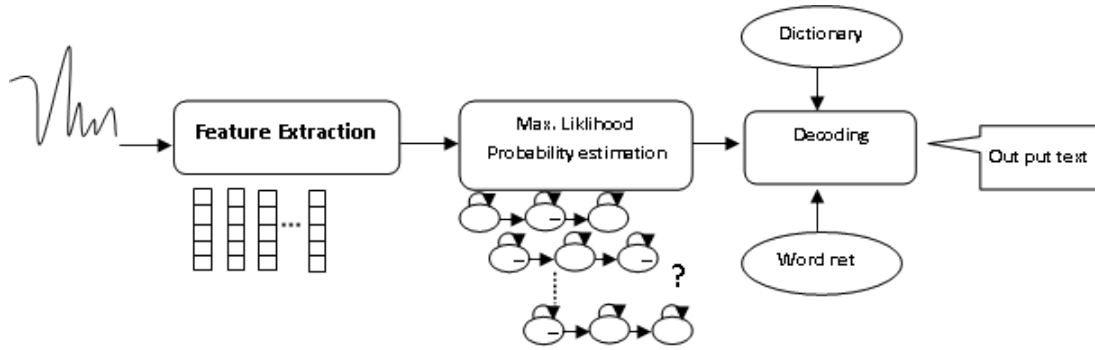 Dictionary
Feature Extraction
Max. Liklihood
Probability estimation
Decoding
Out put text
...
Word net
?